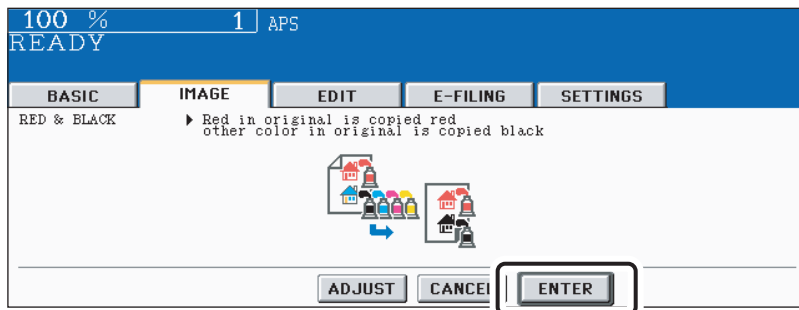 100 % 1 APS
READY
BASIC IMAGE EDIT E-FILING SETTINGS
RED & BLACK Red in original is copied red
other color in original is copied black
ADJUST CANCEL ENTER